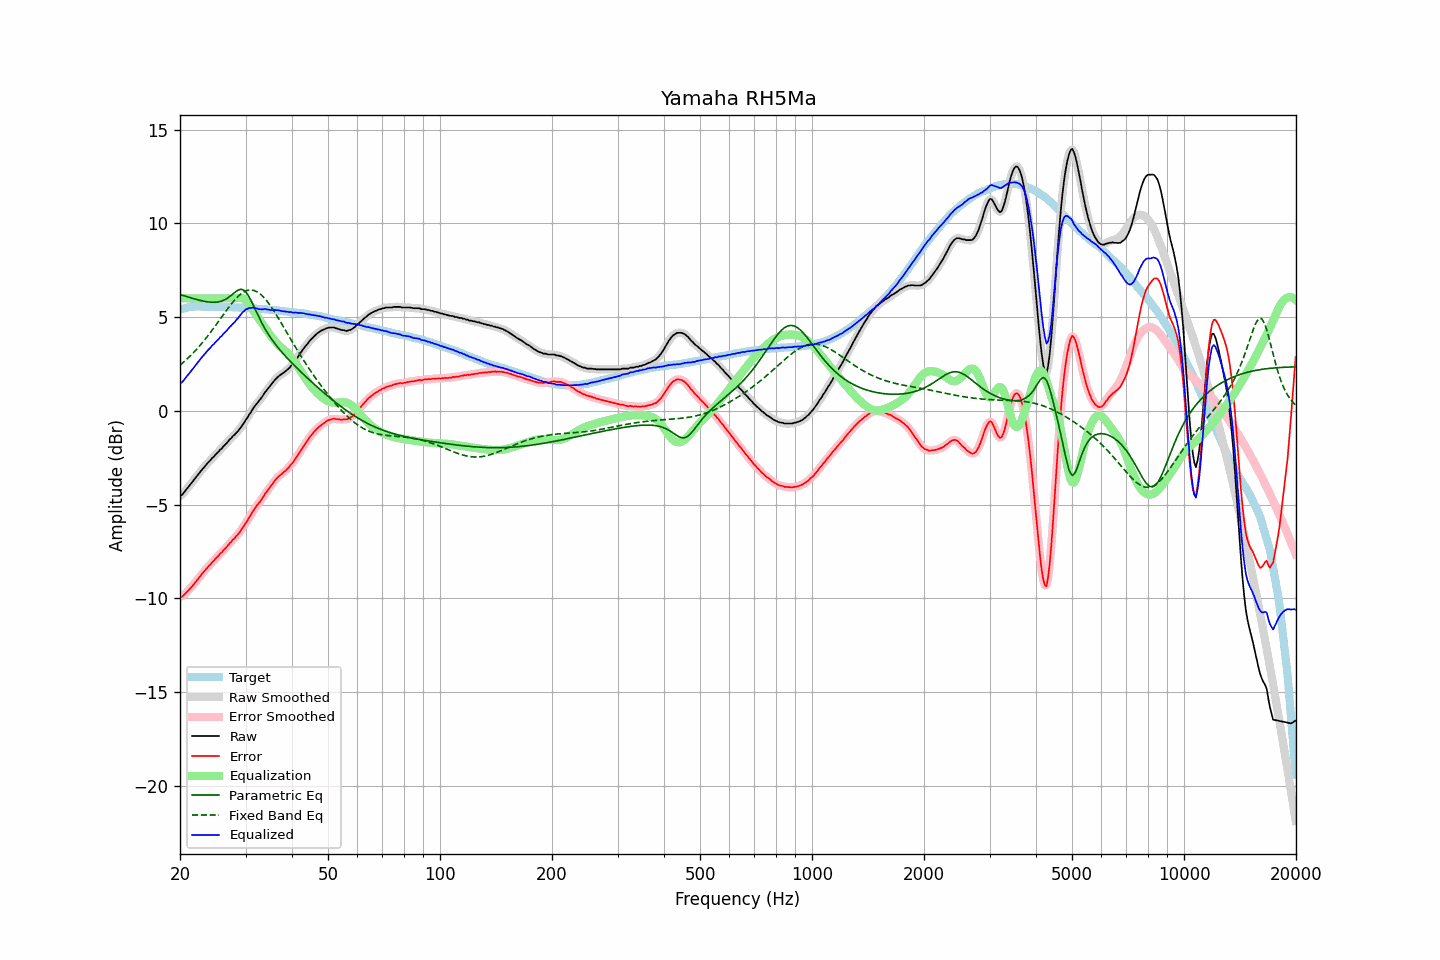 Yamaha RH5Ma
Amplitude (dBr)
15
10
5
0
−5
−10
−15
−20
Target
Raw Smoothed
Error Smoothed
Raw
Error
Equalization
Parametric Eq
Fixed Band Eq
Equalized
20 50 100 200 500 1000 2000 5000 10000 20000
Frequency (Hz)